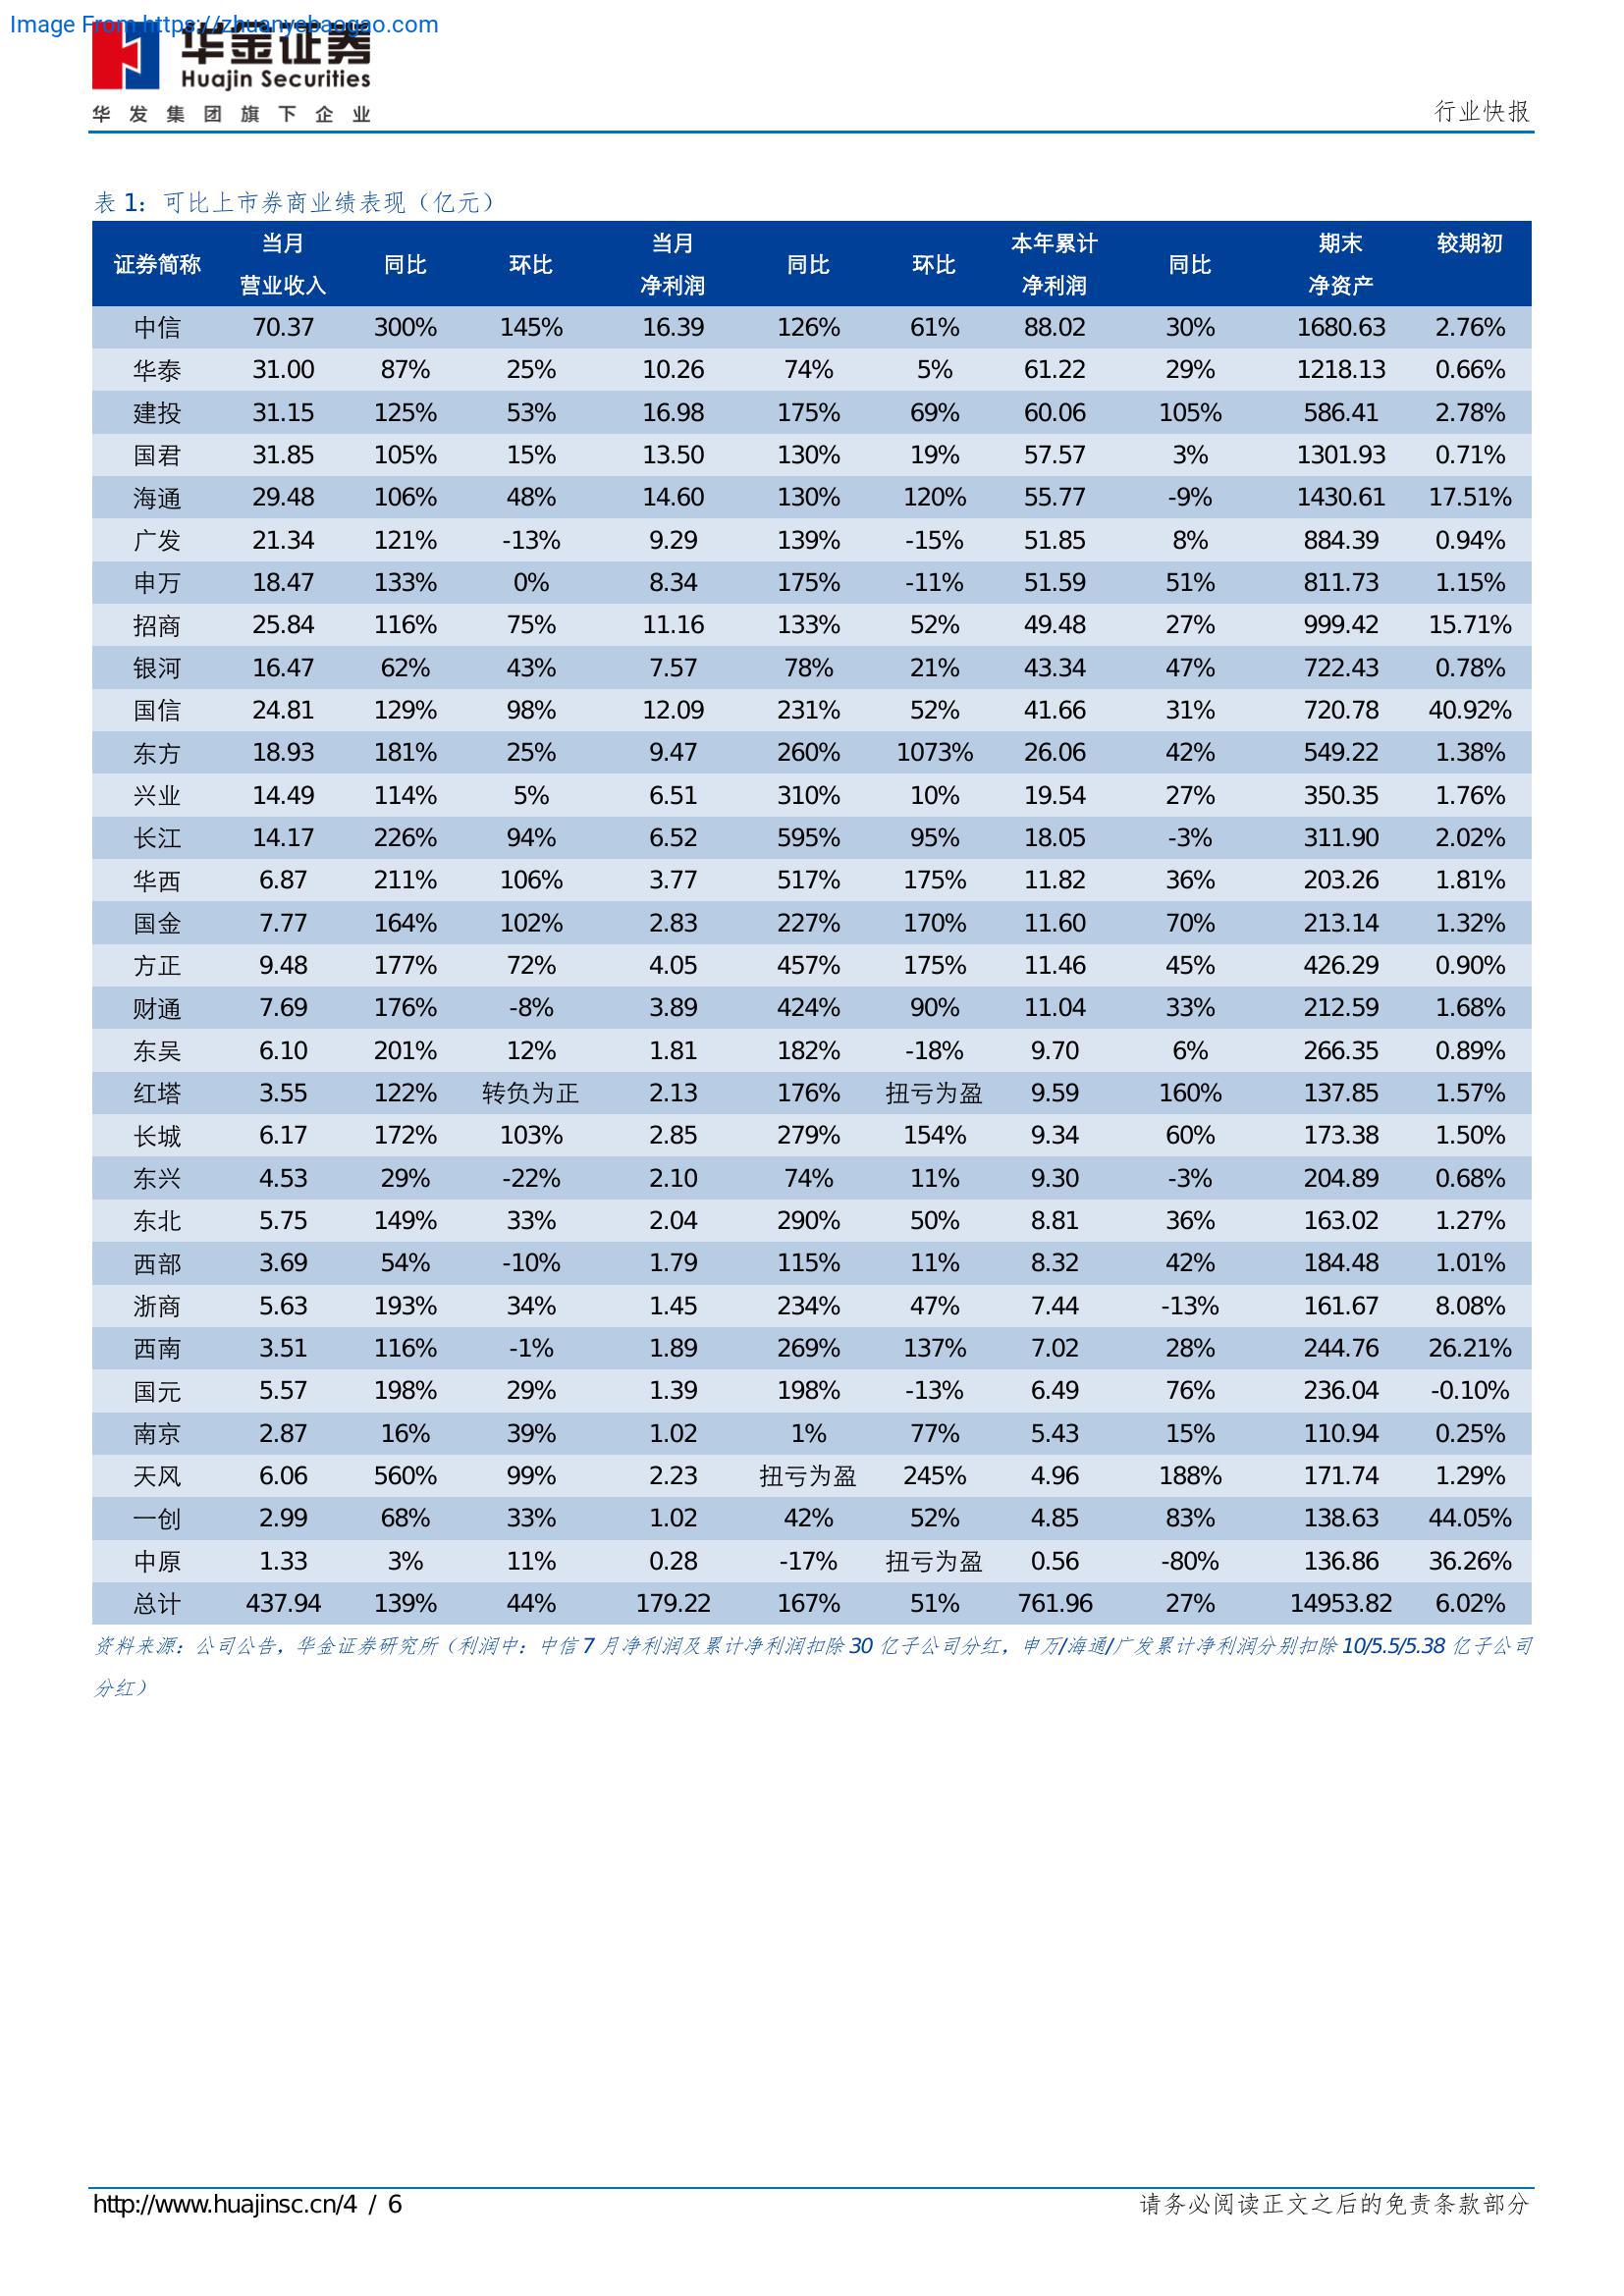 Image From https://zhuanyebaogao.com
华金证券
Huajin Securities
华发集团旗下企业
行业快报
表 1：可比上市券商业绩表现（亿元）
证券简称 当月营业收入 同比 环比 当月净利润 同比 环比 本年累计净利润 同比 期末净资产 较期初
中信 70.37 300% 145% 16.39 126% 61% 88.02 30% 1680.63 2.76%
华泰 31.00 87% 25% 10.26 74% 5% 61.22 29% 1218.13 0.66%
建投 31.15 125% 53% 16.98 175% 69% 60.06 105% 586.41 2.78%
国君 31.85 105% 15% 13.50 130% 19% 57.57 3% 1301.93 0.71%
海通 29.48 106% 48% 14.60 130% 120% 55.77 -9% 1430.61 17.51%
广发 21.34 121% -13% 9.29 139% -15% 51.85 8% 884.39 0.94%
申万 18.47 133% 0% 8.34 175% -11% 51.59 51% 811.73 1.15%
招商 25.84 116% 75% 11.16 133% 52% 49.48 27% 999.42 15.71%
银河 16.47 62% 43% 7.57 78% 21% 43.34 47% 722.43 0.78%
国信 24.81 129% 98% 12.09 231% 52% 41.66 31% 720.78 40.92%
东方 18.93 181% 25% 9.47 260% 1073% 26.06 42% 549.22 1.38%
兴业 14.49 114% 5% 6.51 310% 10% 19.54 27% 350.35 1.76%
长江 14.17 226% 94% 6.52 595% 95% 18.05 -3% 311.90 2.02%
华西 6.87 211% 106% 3.77 517% 175% 11.82 36% 203.26 1.81%
国金 7.77 164% 102% 2.83 227% 170% 11.60 70% 213.14 1.32%
方正 9.48 177% 72% 4.05 457% 175% 11.46 45% 426.29 0.90%
财通 7.69 176% -8% 3.89 424% 90% 11.04 33% 212.59 1.68%
东吴 6.10 201% 12% 1.81 182% -18% 9.70 6% 266.35 0.89%
红塔 3.55 122% 转负为正 2.13 176% 扭亏为盈 9.59 160% 137.85 1.57%
长城 6.17 172% 103% 2.85 279% 154% 9.34 60% 173.38 1.50%
东兴 4.53 29% -22% 2.10 74% 11% 9.30 -3% 204.89 0.68%
东北 5.75 149% 33% 2.04 290% 50% 8.81 36% 163.02 1.27%
西部 3.69 54% -10% 1.79 115% 11% 8.32 42% 184.48 1.01%
浙商 5.63 193% 34% 1.45 234% 47% 7.44 -13% 161.67 8.08%
西南 3.51 116% -1% 1.89 269% 137% 7.02 28% 244.76 26.21%
国元 5.57 198% 29% 1.39 198% -13% 6.49 76% 236.04 -0.10%
南京 2.87 16% 39% 1.02 1% 77% 5.43 15% 110.94 0.25%
天风 6.06 560% 99% 2.23 扭亏为盈 245% 4.96 188% 171.74 1.29%
一创 2.99 68% 33% 1.02 42% 52% 4.85 83% 138.63 44.05%
中原 1.33 3% 11% 0.28 -17% 扭亏为盈 0.56 -80% 136.86 36.26%
总计 437.94 139% 44% 179.22 167% 51% 761.96 27% 14953.82 6.02%
资料来源：公司公告，华金证券研究所（利润中：中信 7 月净利润及累计净利润扣除 30 亿子公司分红，申万/海通/广发累计净利润分别扣除 10/5.5/5.38 亿子公司
分红）
http://www.huajinsc.cn/4 / 6
请务必阅读正文之后的免责条款部分